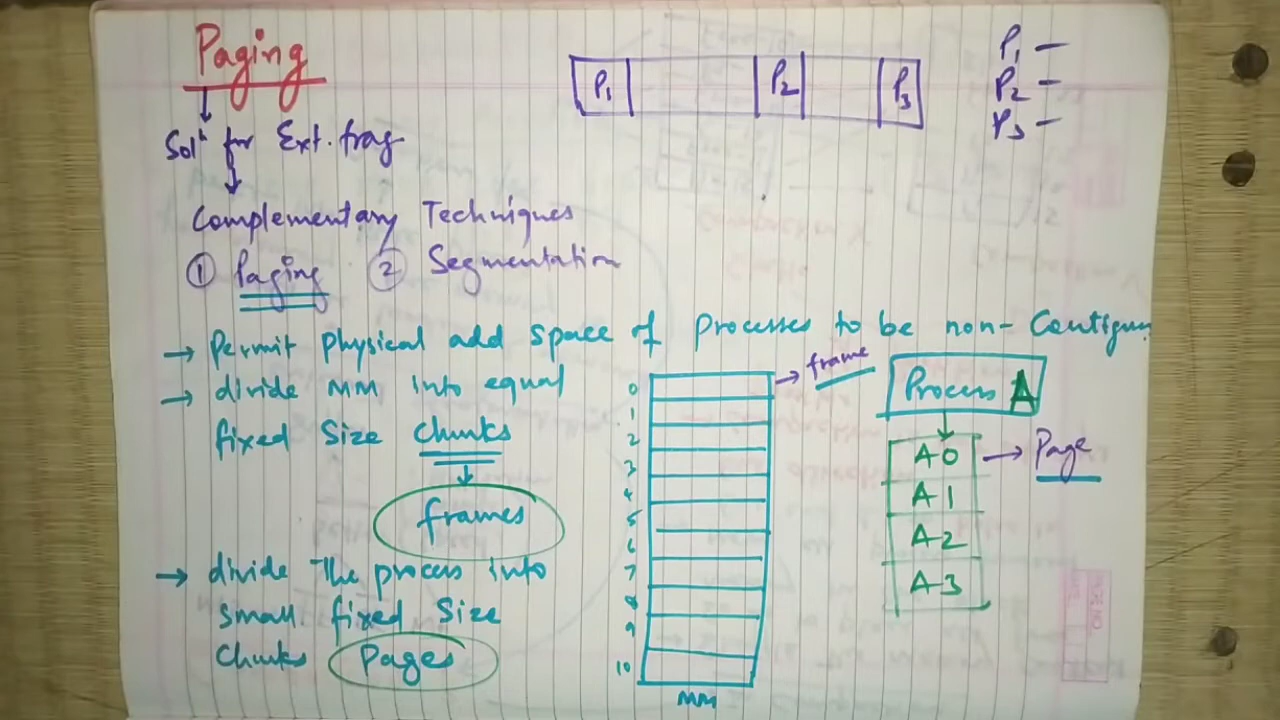 Paging
Solⁿ for Ext. frag
Complementary Techniques
① Paging ② Segmentation
P1 P2 P3
P1 —
P2 —
P3 —
→ Permit physical add space of processes to be non-Contiguou
→ divide MM into equal
fixed Size chunks
frames
→ divide The process into
small fixed Size
Chunks Pages
0
1
2
3
4
5
6
7
8
9
10
MM
→ frame
Process A
A0 → Page
A1
A2
A3